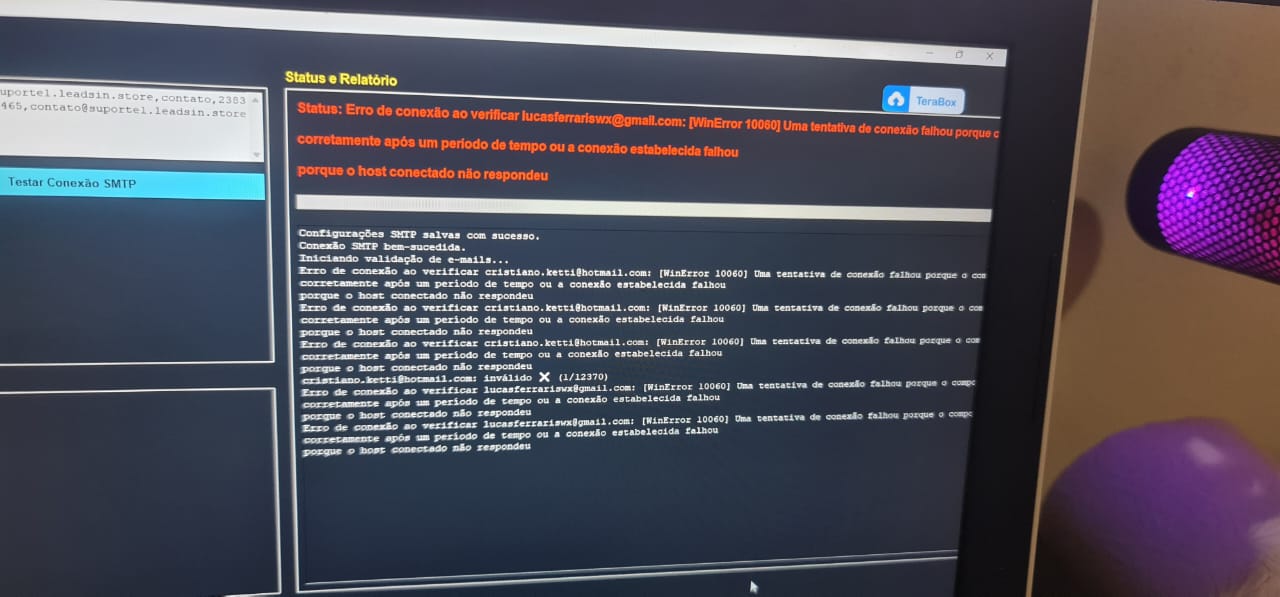 uportel.leadsin.store,contato,2383
465,contato@suportel.leadsin.store
Testar Conexão SMTP
Status e Relatório
TeraBox
Status: Erro de conexão ao verificar lucasferrariswx@gmail.com: [WinError 10060] Uma tentativa de conexão falhou porque o
corretamente após um período de tempo ou a conexão estabelecida falhou
porque o host conectado não respondeu
Configurações SMTP salvas com sucesso.
Conexão SMTP bem-sucedida.
Iniciando validação de e-mails...
Erro de conexão ao verificar cristiano.ketti@hotmail.com: [WinError 10060] Uma tentativa de conexão falhou porque o com
corretamente após um período de tempo ou a conexão estabelecida falhou
porque o host conectado não respondeu
Erro de conexão ao verificar cristiano.ketti@hotmail.com: [WinError 10060] Uma tentativa de conexão falhou porque o com
corretamente após um período de tempo ou a conexão estabelecida falhou
porque o host conectado não respondeu
Erro de conexão ao verificar cristiano.ketti@hotmail.com: [WinError 10060] Uma tentativa de conexão falhou porque o com
corretamente após um período de tempo ou a conexão estabelecida falhou
porque o host conectado não respondeu
cristiano.ketti@hotmail.com: inválido ❌ (1/12370)
Erro de conexão ao verificar lucasferrariswx@gmail.com: [WinError 10060] Uma tentativa de conexão falhou porque o compo
corretamente após um período de tempo ou a conexão estabelecida falhou
porque o host conectado não respondeu
Erro de conexão ao verificar lucasferrariswx@gmail.com: [WinError 10060] Uma tentativa de conexão falhou porque o compo
corretamente após um período de tempo ou a conexão estabelecida falhou
porque o host conectado não respondeu